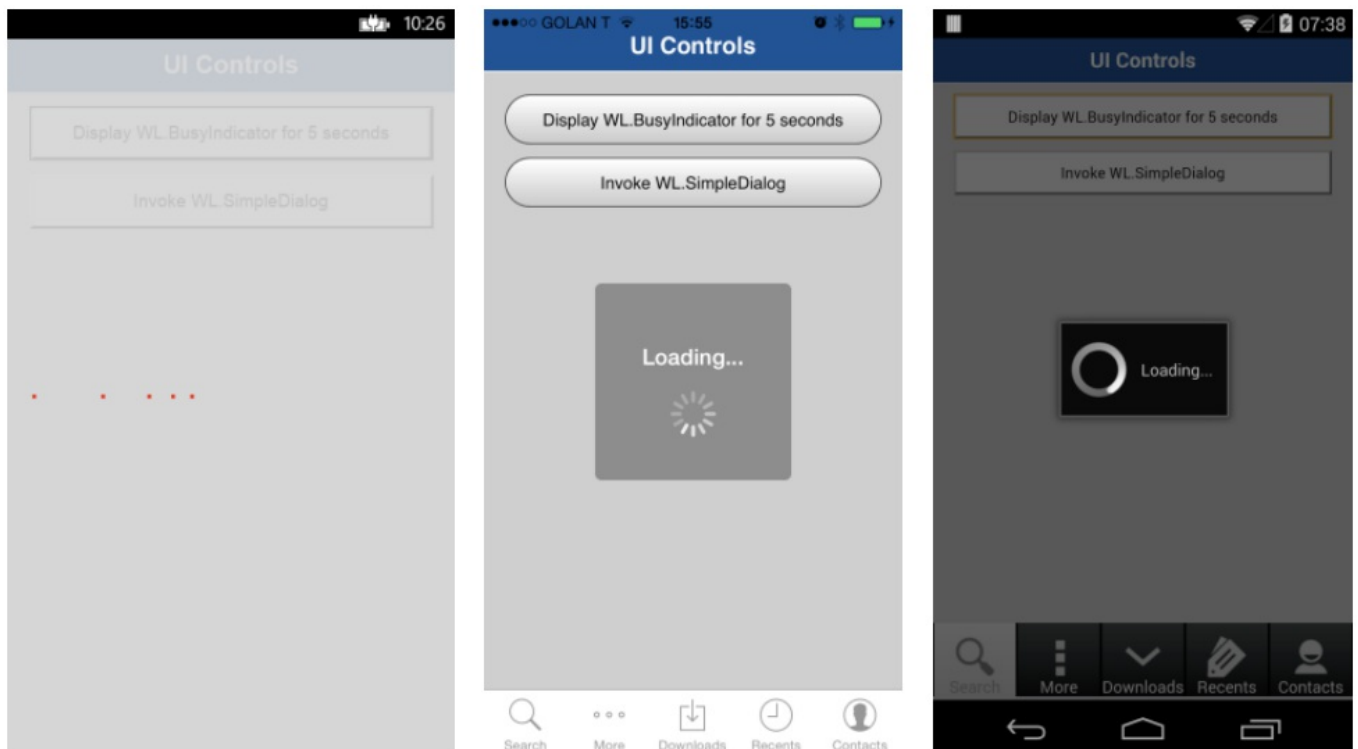 10:26
UI Controls
Display WL.BusyIndicator for 5 seconds
Invoke WL.SimpleDialog
GOLAN T 15:55
UI Controls
Display WL.BusyIndicator for 5 seconds
Invoke WL.SimpleDialog
Loading...
Search More Downloads Recents Contacts
07:38
UI Controls
Display WL.BusyIndicator for 5 seconds
Invoke WL.SimpleDialog
Loading...
Search More Downloads Recents Contacts